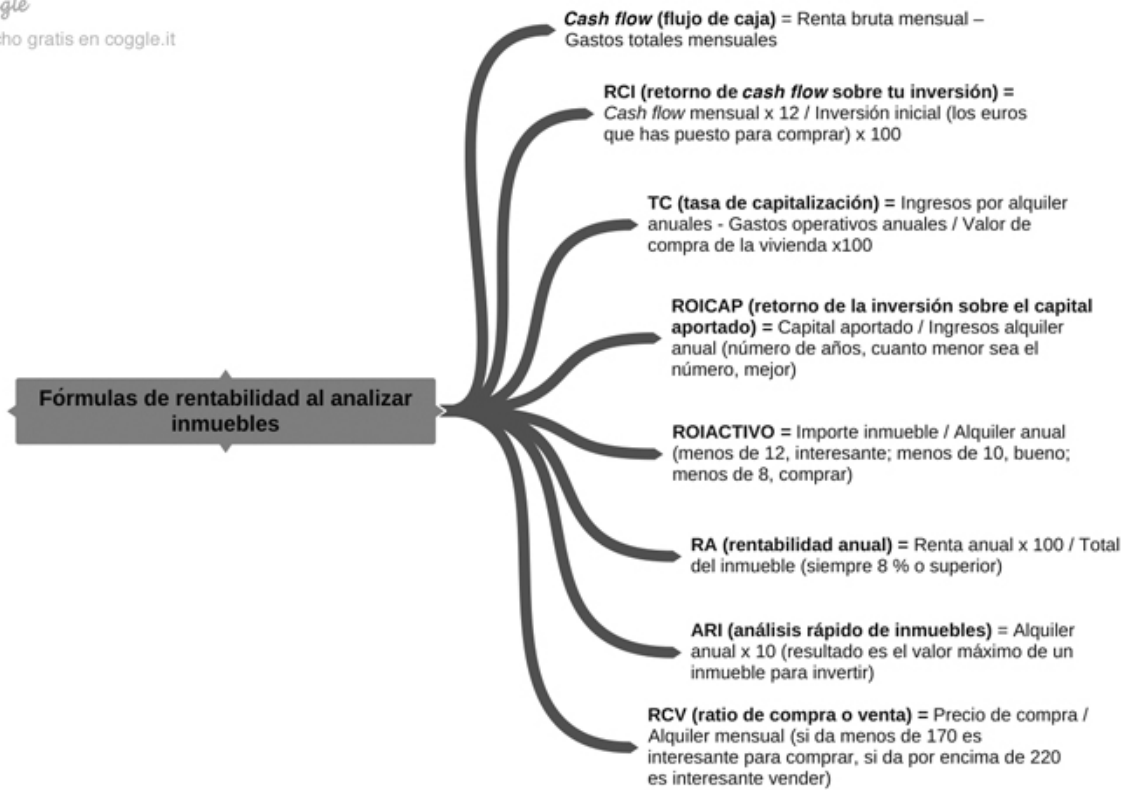 cho gratis en coggle.it
Cash flow (flujo de caja) = Renta bruta mensual –
Gastos totales mensuales
RCI (retorno de cash flow sobre tu inversión) =
Cash flow mensual x 12 / Inversión inicial (los euros
que has puesto para comprar) x 100
TC (tasa de capitalización) = Ingresos por alquiler
anuales - Gastos operativos anuales / Valor de
compra de la vivienda x100
ROICAP (retorno de la inversión sobre el capital
aportado) = Capital aportado / Ingresos alquiler
anual (número de años, cuanto menor sea el
número, mejor)
Fórmulas de rentabilidad al analizar
inmuebles
ROIACTIVO = Importe inmueble / Alquiler anual
(menos de 12, interesante; menos de 10, bueno;
menos de 8, comprar)
RA (rentabilidad anual) = Renta anual x 100 / Total
del inmueble (siempre 8 % o superior)
ARI (análisis rápido de inmuebles) = Alquiler
anual x 10 (resultado es el valor máximo de un
inmueble para invertir)
RCV (ratio de compra o venta) = Precio de compra /
Alquiler mensual (si da menos de 170 es
interesante para comprar, si da por encima de 220
es interesante vender)